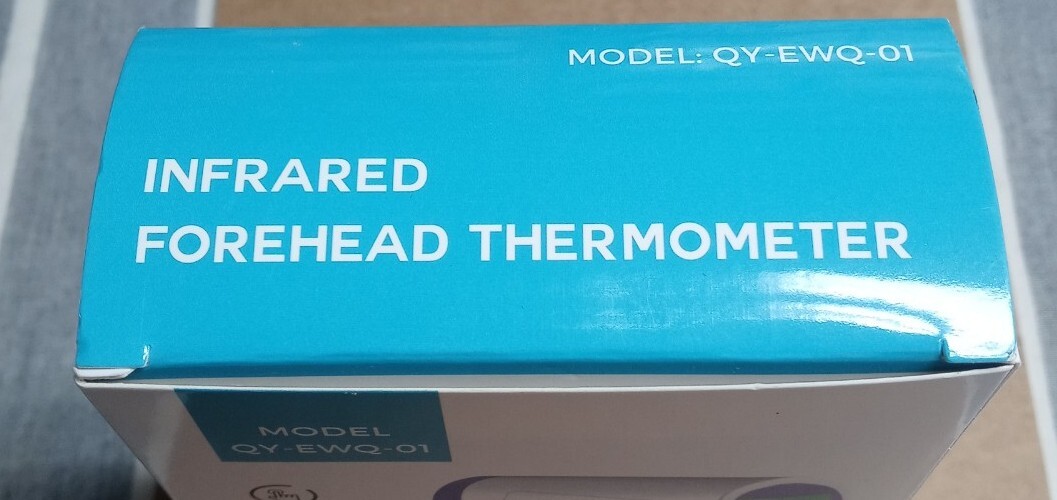 MODEL: QY-EWQ-01
INFRARED
FOREHEAD THERMOMETER
MODEL
QY-EWQ-01